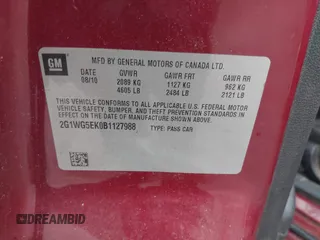 GM
MFD BY GENERAL MOTORS OF CANADA LTD.
DATE GVWR GAWR FRT GAWR RR
08/10 2089 KG 1127 KG 962 KG
4605 LB 2484 LB 2121 LB
THIS VEHICLE CONFORMS TO ALL APPLICABLE U.S. FEDERAL
MOTOR VEHICLE SAFETY, BUMPER, AND THEFT PREVENTION STANDARDS
IN EFFECT ON THE DATE OF MANUFACTURE SHOWN ABOVE.
2G1WG5EK0B1127988 TYPE: PASS CAR
DREAMBID